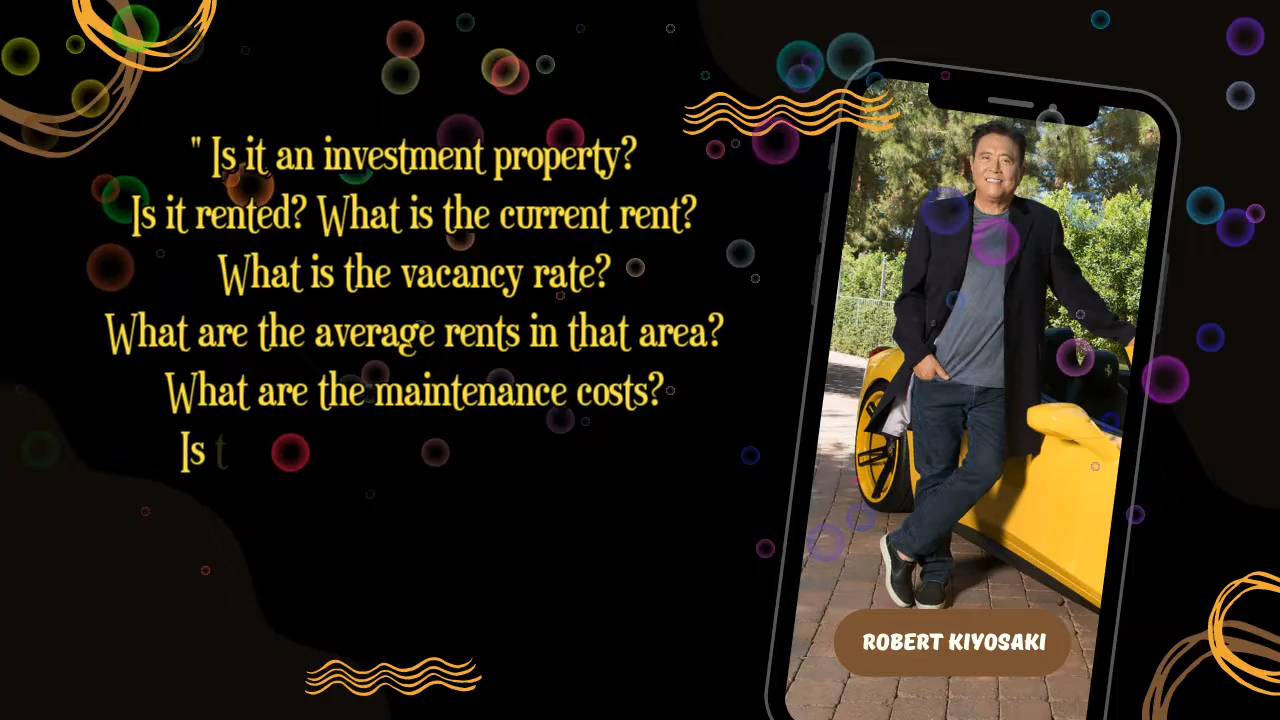 " Is it an investment property?
Is it rented? What is the current rent?
What is the vacancy rate?
What are the average rents in that area?
What are the maintenance costs?
Is t
ROBERT KIYOSAKI